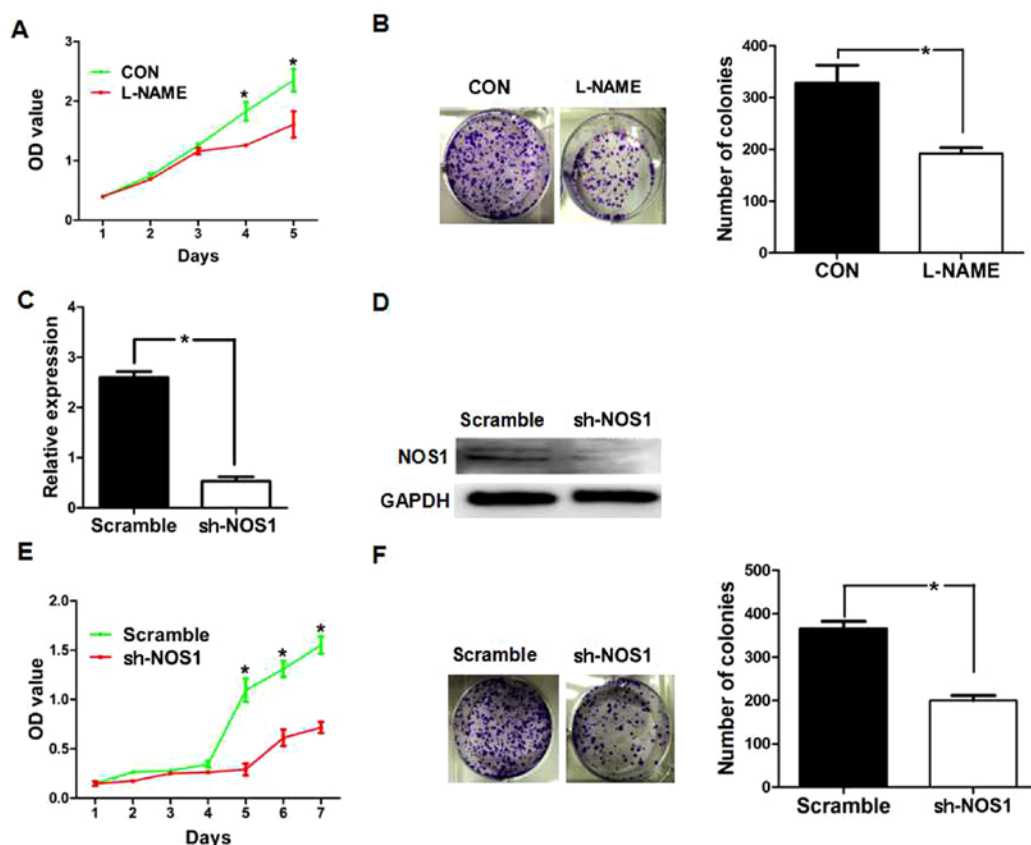 A
OD value
3
2
1
0
CON
L-NAME
*
*
1 2 3 4 5
Days
B
CON L-NAME
Number of colonies
400
300
200
100
0
*
CON L-NAME
C
Relative expression
4
3
2
1
0
*
Scramble sh-NOS1
D
Scramble sh-NOS1
NOS1
GAPDH
E
OD value
2.0
1.5
1.0
0.5
0.0
Scramble
sh-NOS1
*
*
*
1 2 3 4 5 6 7
Days
F
Scramble sh-NOS1
Number of colonies
500
400
300
200
100
0
*
Scramble sh-NOS1